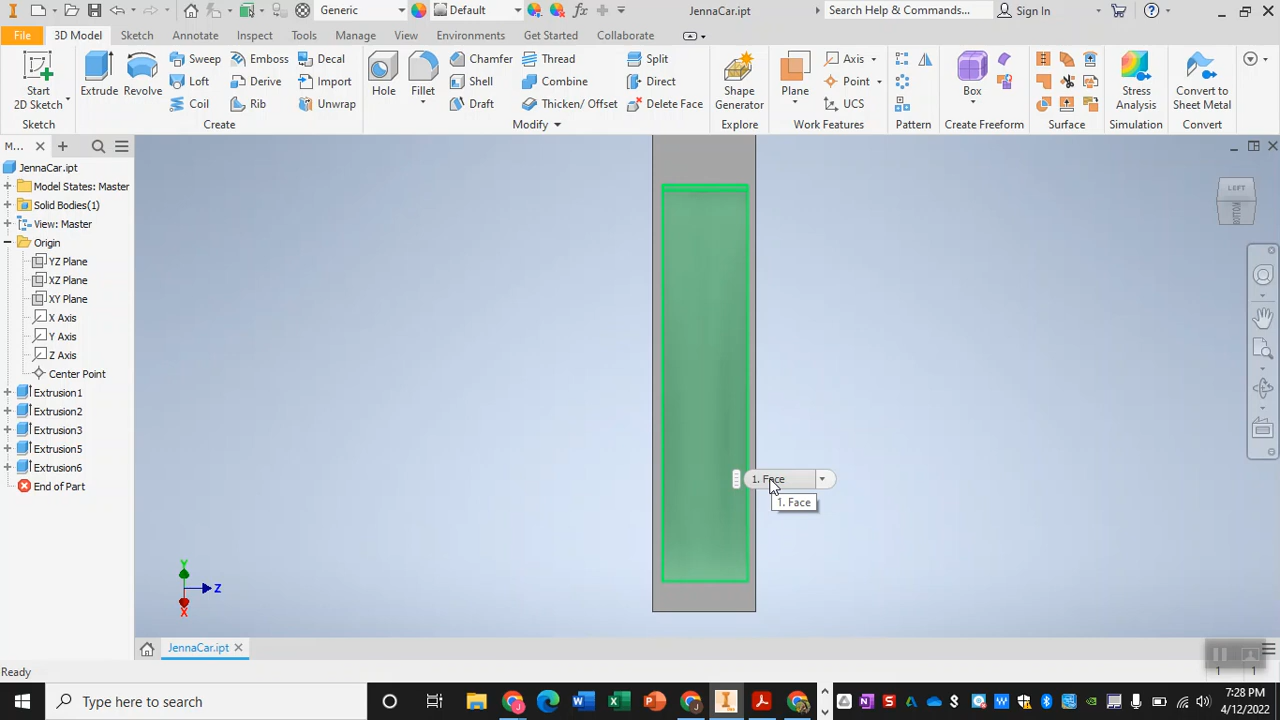 Generic
Default
JennaCar.ipt
Search Help & Commands...
Sign In
File
3D Model
Sketch
Annotate
Inspect
Tools
Manage
View
Environments
Get Started
Collaborate
Start
2D Sketch
Extrude
Revolve
Sweep
Emboss
Decal
Loft
Derive
Import
Coil
Rib
Unwrap
Hole
Fillet
Chamfer
Thread
Split
Shell
Combine
Direct
Draft
Thicken/ Offset
Delete Face
Shape
Generator
Plane
Axis
Point
UCS
Box
Stress
Analysis
Convert to
Sheet Metal
Sketch
Create
Modify
Explore
Work Features
Pattern
Create Freeform
Surface
Simulation
Convert
M...
JennaCar.ipt
Model States: Master
Solid Bodies(1)
View: Master
Origin
YZ Plane
XZ Plane
XY Plane
X Axis
Y Axis
Z Axis
Center Point
Extrusion1
Extrusion2
Extrusion3
Extrusion5
Extrusion6
End of Part
LEFT
BOTTOM
1. Face
1. Face
Y
Z
X
JennaCar.ipt
Ready
1 1
Type here to search
7:28 PM
4/12/2022